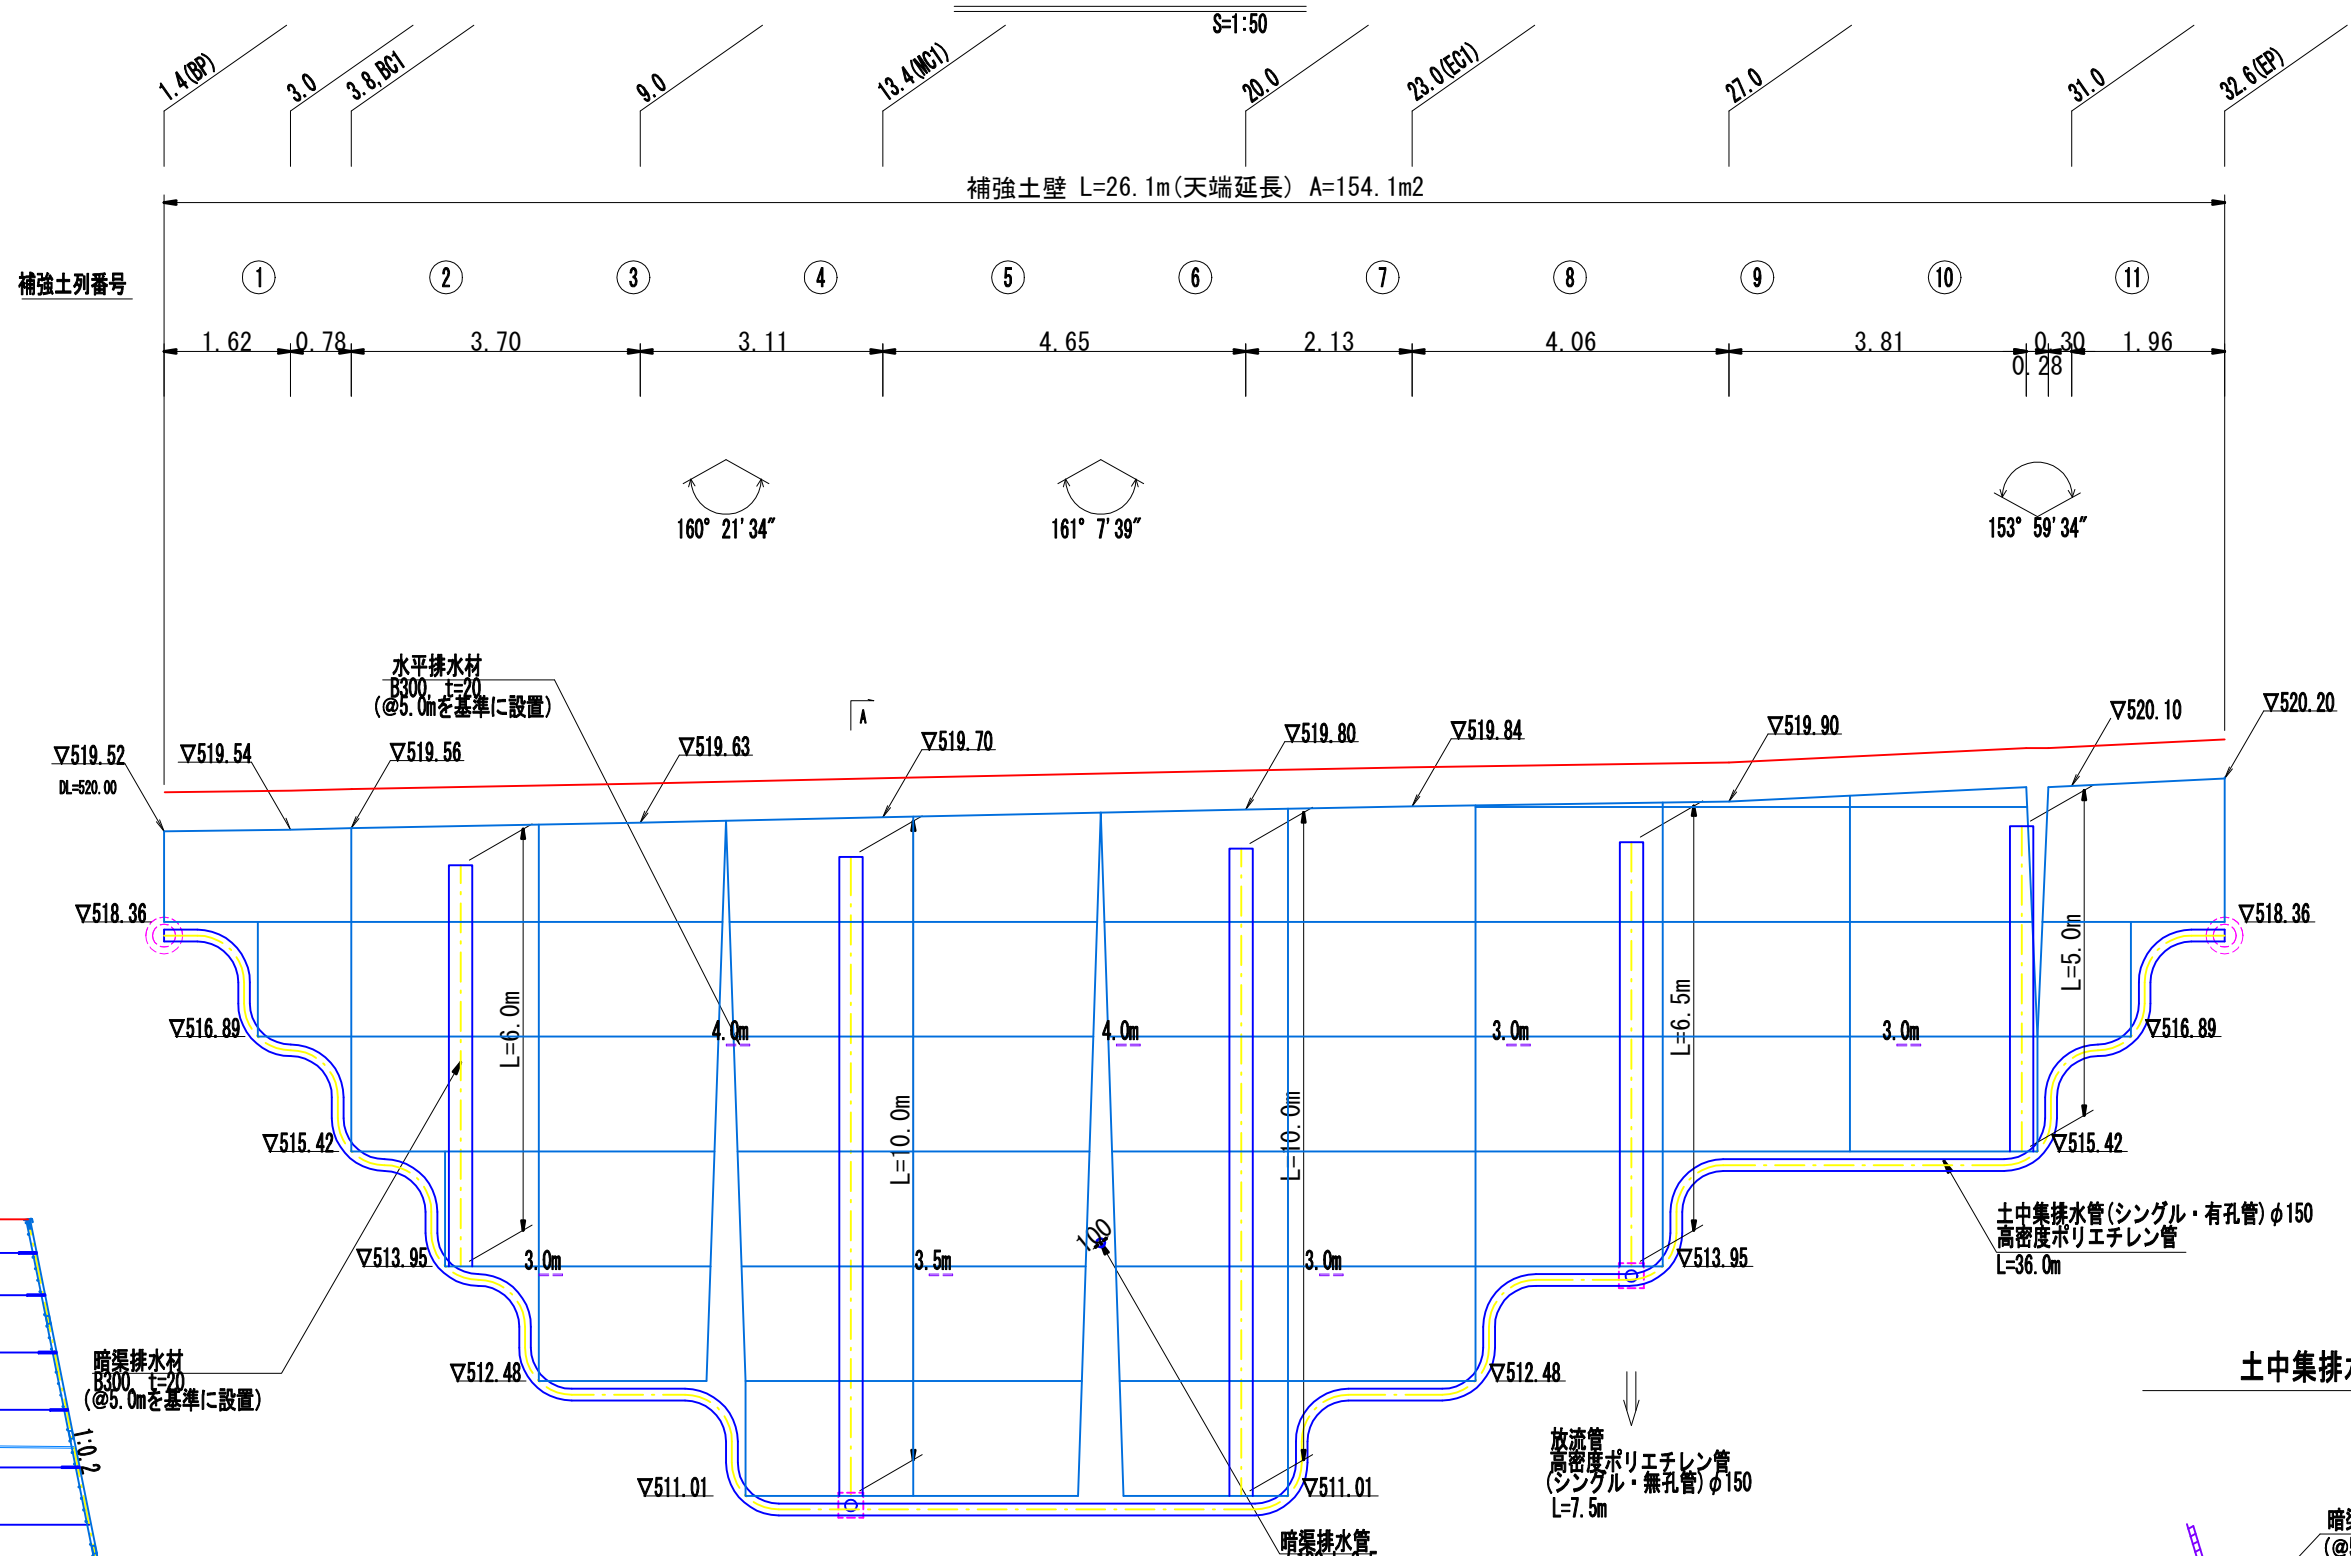 S=1:50
1.4(BP)
3.0
3.8,BC1
9.0
13.4(MC1)
20.0
23.0(EC1)
27.0
31.0
32.6(EP)
補強土壁 L=26.1m(天端延長) A=154.1m2
補強土列番号
① ② ③ ④ ⑤ ⑥ ⑦ ⑧ ⑨ ⑩ ⑪
1.62 0.78 3.70 3.11 4.65 2.13 4.06 3.81 0.30 1.96
0.28
160°21'34"
161°7'39"
153°59'34"
水平排水材
B300, t=20
(@5.0mを基準に設置)
A
▽519.52
DL=520.00
▽519.54
▽519.56
▽519.63
▽519.70
▽519.80
▽519.84
▽519.90
▽520.10
▽520.20
▽518.36
▽518.36
▽516.89
▽516.89
L=6.0m
4.0m
4.0m
3.0m
L=6.5m
3.0m
L=5.0m
▽515.42
L=10.0m
L=10.0m
▽515.42
▽513.95
3.0m
3.5m
100
3.0m
▽513.95
土中集排水管(シングル・有孔管)φ150
高密度ポリエチレン管
L=36.0m
暗渠排水材
B300, t=20
(@5.0mを基準に設置)
1:0.2
▽512.48
▽512.48
放流管
高密度ポリエチレン管
(シングル・無孔管)φ150
L=7.5m
▽511.01
▽511.01
暗渠排水管
土中集排
暗
(@